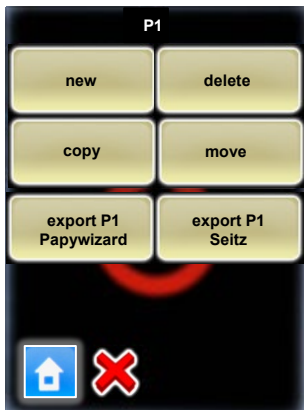 P1
new delete
copy move
export P1 export P1
Papywizard Seitz